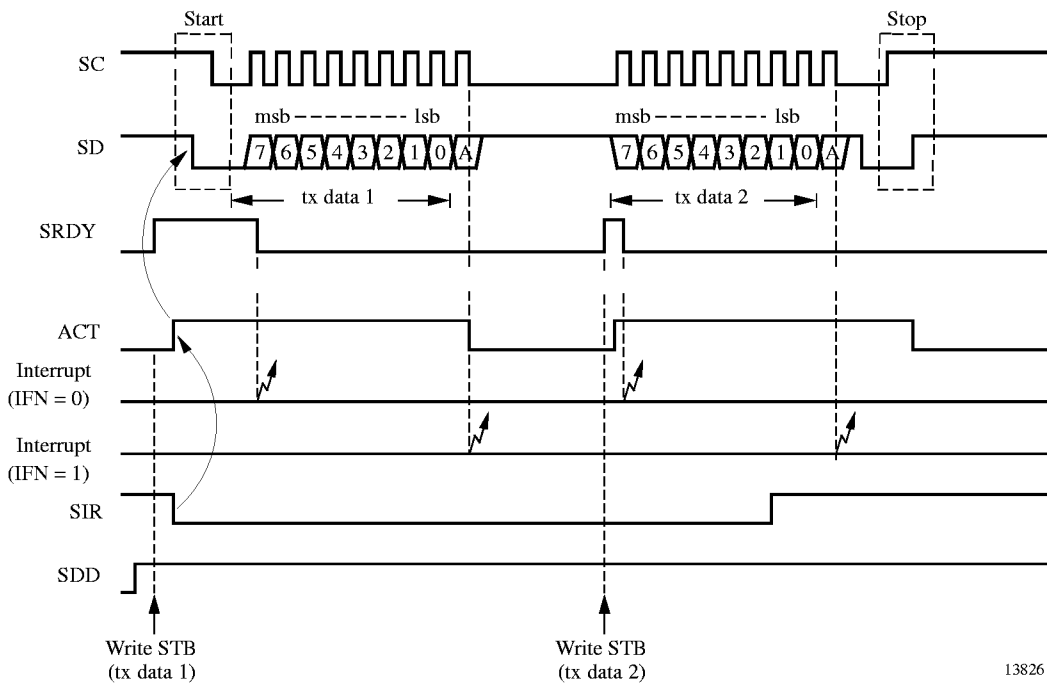 Start
Stop
SC
msb lsb
msb lsb
SD
7 6 5 4 3 2 1 0 A
7 6 5 4 3 2 1 0 A
tx data 1
tx data 2
SRDY
ACT
Interrupt
(IFN = 0)
Interrupt
(IFN = 1)
SIR
SDD
Write STB
(tx data 1)
Write STB
(tx data 2)
13826